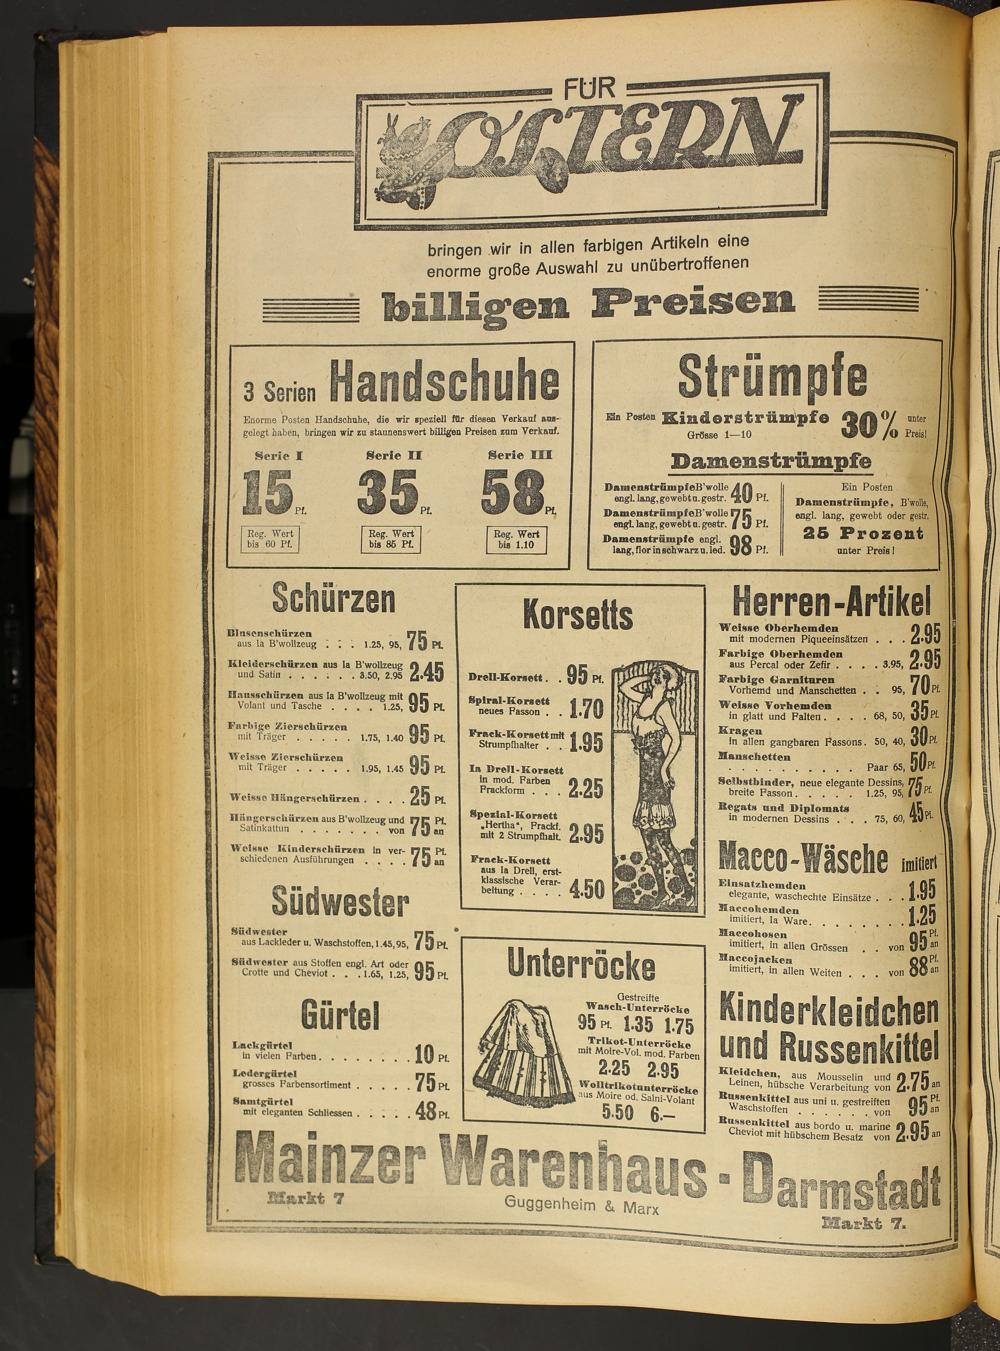 FÜR
OSTERN
bringen wir in allen farbigen Artikeln eine
enorme große Auswahl zu unübertroffenen
billigen Preisen
3 Serien Handschuhe
Enorme Posten Handschuhe, die wir speziell für diesen Verkauf aus-
gelegt haben, bringen wir zu staunenswert billigen Preisen zum Verkauf.
Serie I Serie II Serie III
15 Pf. 35 Pf. 58 Pf.
Reg. Wert Reg. Wert Reg. Wert
bis 60 Pf. bis 85 Pf. bis 1.10
Strümpfe
Ein Posten Kinderstrümpfe 30% unter
Grösse 1—10 Preis!
Damenstrümpfe
Damenstrümpfe B'wolle
engl. lang, gewebt u. gestr. 40 Pf.
Damenstrümpfe B'wolle
engl. lang, gewebt u. gestr. 75 Pf.
Damenstrümpfe engl.
lang, flor in schwarz u. led. 98 Pf.
Ein Posten
Damenstrümpfe, B'wolle,
engl. lang, gewebt oder gestr.
25 Prozent
unter Preis!
Schürzen
Blusenschürzen
aus Ia B'wollzeug . . . 1.25, 95, 75 Pf.
Kleiderschürzen aus Ia B'wollzeug
und Satin . . . . . . 3.50, 2.95 2.45
Hausschürzen aus Ia B'wollzeug mit
Volant und Tasche . . . . 1.25, 95 Pf.
Farbige Zierschürzen
mit Träger . . . . . 1.75, 1.40 95 Pf.
Weisse Zierschürzen
mit Träger . . . . . 1.95, 1.45 95 Pf.
Weisse Hängerschürzen . . . . 25 Pf.
Hängerschürzen aus B'wollzeug und
Satinkattun . . . . . . . von 75 Pf. an
Weisse Kinderschürzen in ver-
schiedenen Ausführungen . . . . 75 Pf. an
Südwester
Südwester
aus Lackleder u. Waschstoffen, 1.45, 95, 75 Pf.
Südwester aus Stoffen engl. Art oder
Crotte und Cheviot . . . 1.65, 1.25, 95 Pf.
Gürtel
Lackgürtel
in vielen Farben . . . . . . . . 10 Pf.
Ledergürtel
grosses Farbensortiment . . . . . 75 Pf.
Samtgürtel
mit eleganten Schliessen . . . . . 48 Pf.
Korsetts
Drell-Korsett . . 95 Pf.
Spiral-Korsett
neues Fasson . . 1.70
Frack-Korsett mit
Strumpfhalter . . 1.95
Ia Drell-Korsett
in mod. Farben
Frackform . . . 2.25
Spezial-Korsett
„Hertha", Frackf.
mit 2 Strumpfhalt. 2.95
Frack-Korsett
aus Ia Drell, erst-
klassische Verar-
beitung . . . . 4.50
Unterröcke
Gestreifte
Wasch-Unterröcke
95 Pf. 1.35 1.75
Trikot-Unterröcke
mit Moire-Vol. mod. Farben
2.25 2.95
Wolltrikotunterröcke
aus Moire od. Saini-Volant
5.50 6.—
Herren-Artikel
Weisse Oberhemden
mit modernen Piqueeinsätzen . . . 2.95
Farbige Oberhemden
aus Percal oder Zefir . . . . 3.95, 2.95
Farbige Garnituren
Vorhemd und Manschetten . . 95, 70 Pf.
Weisse Vorhemden
in glatt und Falten . . . . 68, 50, 35 Pf.
Kragen
in allen gangbaren Fassons. 50, 40, 30 Pf.
Manschetten
. . . . . . . . . . Paar 65, 50 Pf.
Selbstbinder, neue elegante Dessins,
breite Fasson . . . . . 1.25, 95, 75 Pf.
Regats und Diplomats
in modernen Dessins . . . 75, 60, 45 Pf.
Macco-Wäsche imitiert
Einsatzhemden
elegante, waschechte Einsätze . . . 1.95
Maccohemden
imitiert, Ia Ware . . . . . . . 1.25
Maccohosen
imitiert, in allen Grössen . . von 95 Pf. an
Maccojacken
imitiert, in allen Weiten . . . von 88 Pf. an
Kinderkleidchen
und Russenkittel
Kleidchen, aus Mousselin und
Leinen, hübsche Verarbeitung von 2.75 an
Russenkittel aus uni u. gestreiften
Waschstoffen . . . . . . . von 95 Pf. an
Russenkittel aus bordo u. marine
Cheviot mit hübschem Besatz von 2.95 an
Mainzer Warenhaus · Darmstadt
Markt 7 Guggenheim & Marx Markt 7.